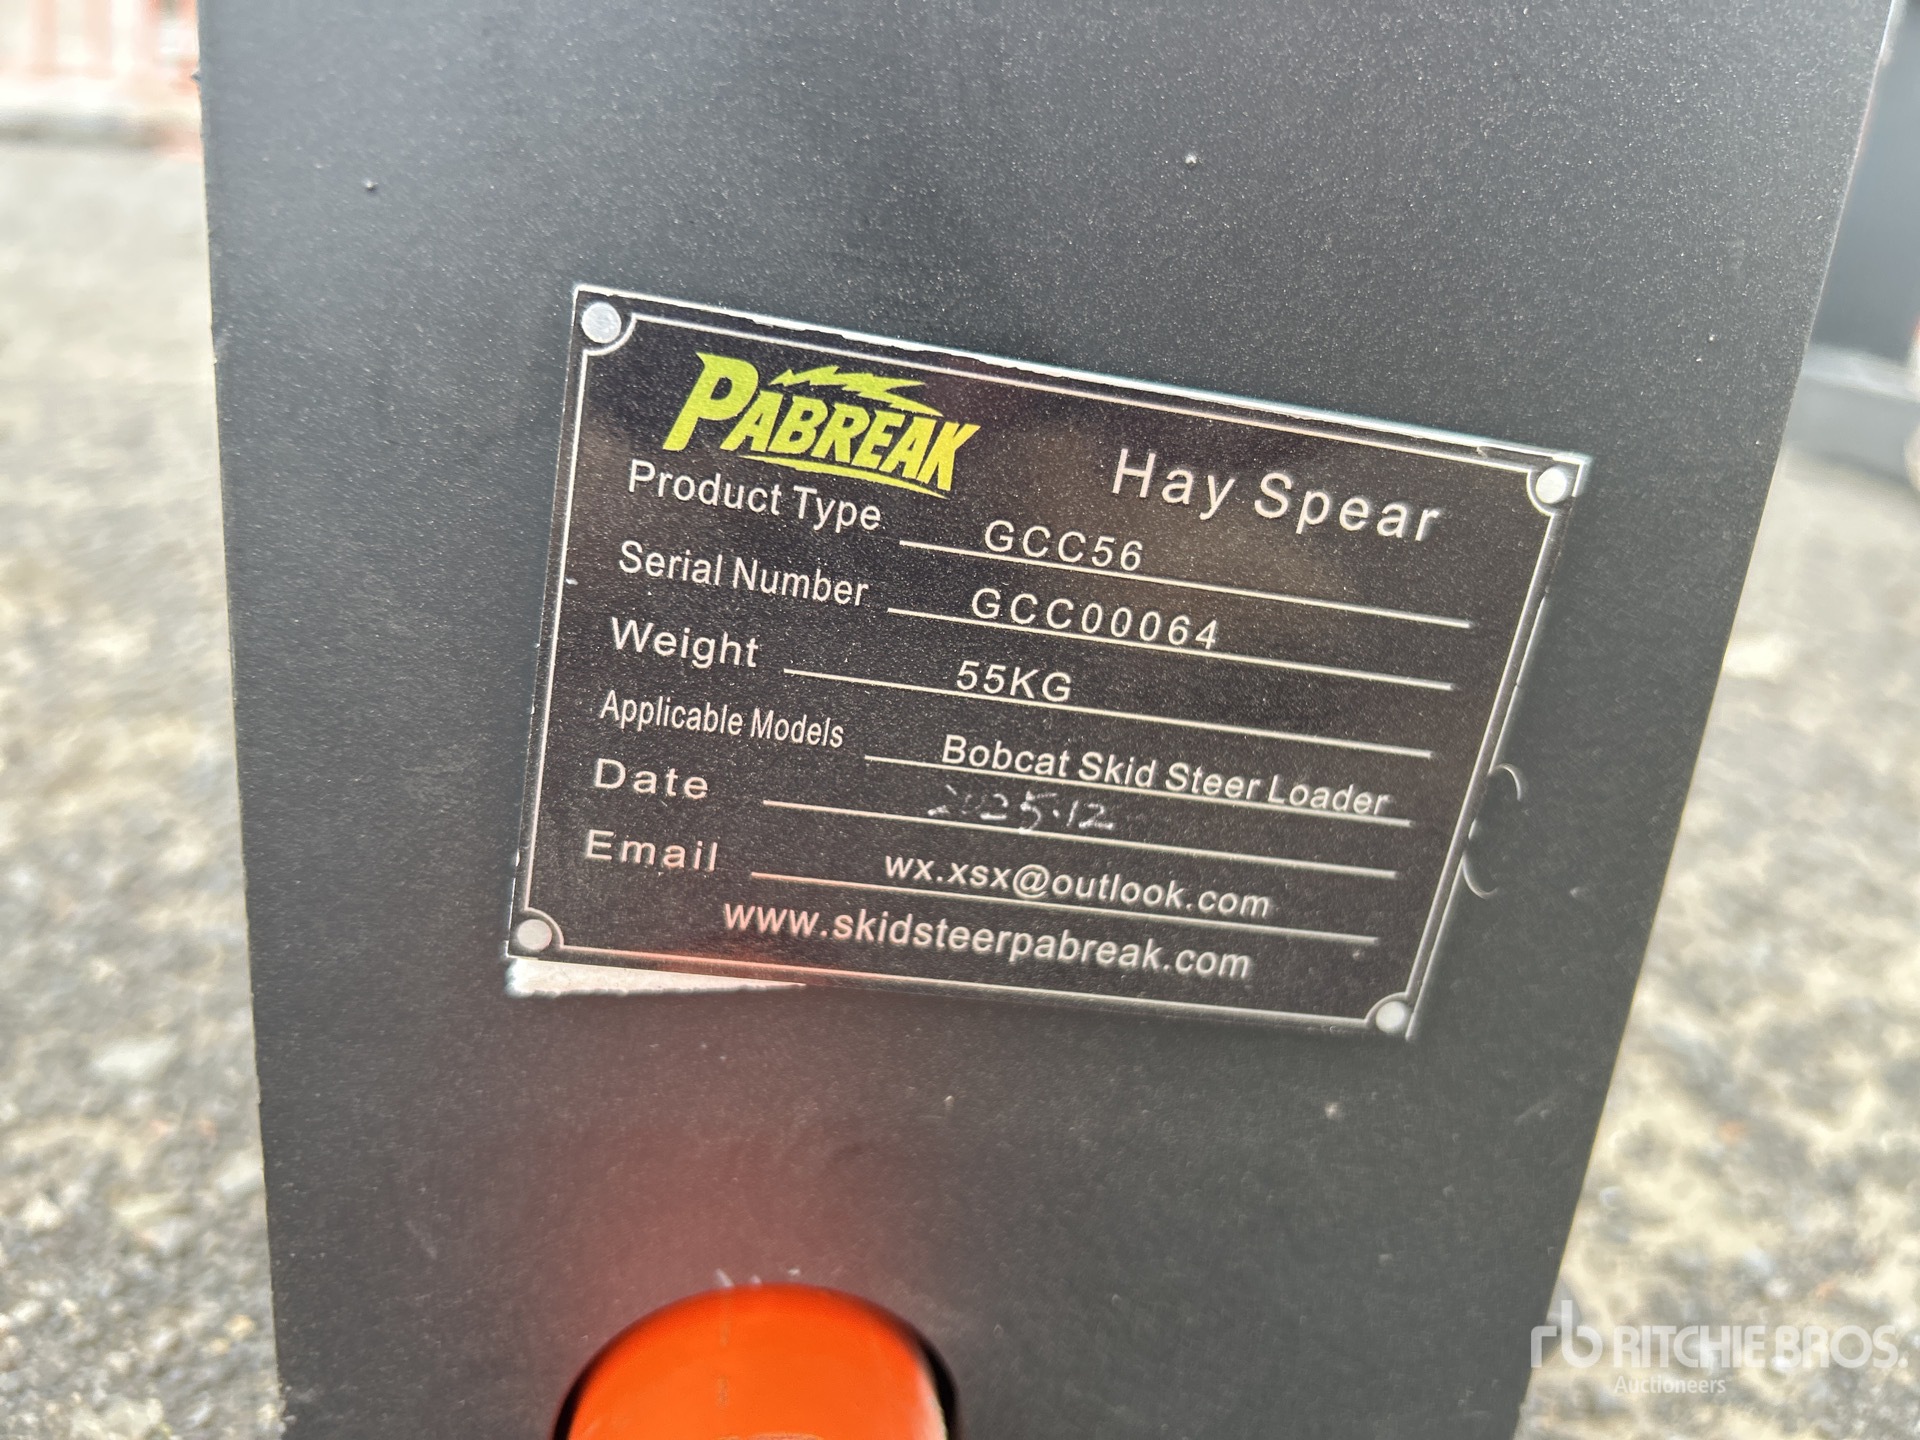 PABREAK Hay Spear
Product Type GCC56
Serial Number GCC00064
Weight 55KG
Applicable Models Bobcat Skid Steer Loader
Date 2025.12
Email wx.xsx@outlook.com
www.skidsteerpabreak.com
rb RITCHIE BROS.
Auctioneers